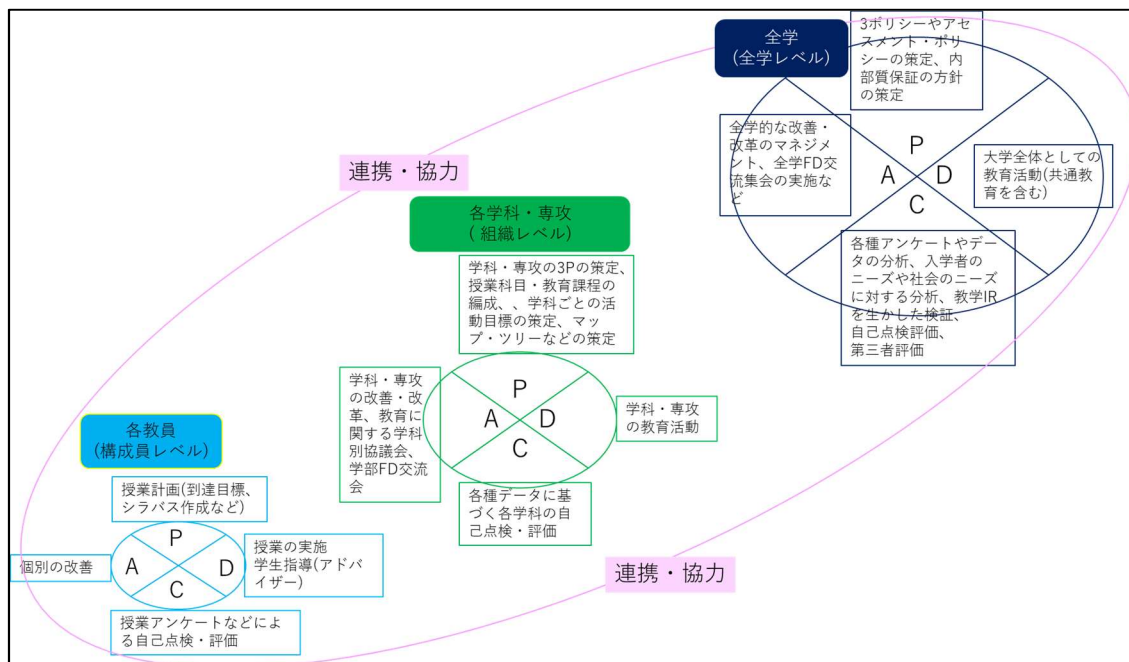 全学
(全学レベル)
3ポリシーやアセ
スメント・ポリ
シーの策定、内
部質保証の方針
の策定
全学的な改善・
改革のマネジメ
ント、全学FD交
流集会の実施な
ど
P
A
D
C
大学全体としての
教育活動(共通教
育を含む)
各種アンケートやデー
タの分析、入学者の
ニーズや社会のニーズ
に対する分析、教学IR
を生かした検証、
自己点検評価、
第三者評価
連携・協力
各学科・専攻
( 組織レベル)
学科・専攻の3Pの策定、
授業科目・教育課程の
編成、、学科ごとの活
動目標の策定、マッ
プ・ツリーなどの策定
学科・専攻
の改善・改
革、教育に
関する学科
別協議会、
学部FD交流
会
P
A
D
C
学科・専攻
の教育活動
各種データに基
づく各学科の自
己点検・評価
各教員
(構成員レベル)
授業計画(到達目標、
シラバス作成など)
個別の改善
P
A
D
C
授業の実施
学生指導(アドバ
イザー)
授業アンケートなどによ
る自己点検・評価
連携・協力